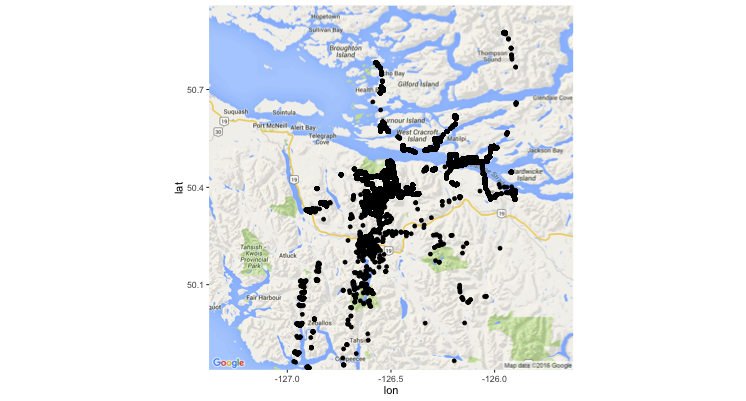 Hopetown
Sullivan Bay
Broughton
Island
Thompson
Sound
Gilford Island
50.7
Glendale Cove
Suquash
Sointula
19
30
Port McNeill
Alert Bay
Telegraph
Cove
West Cracroft
Island
Jackson Bay
Island
19
lat
50.4
19
Tahsish -
Kwois
Provincial
Park
Atluck
19
50.1
Fair Harbour
Zeballos
Google
Map data ©2016 Google
-127.0
-126.5
-126.0
lon